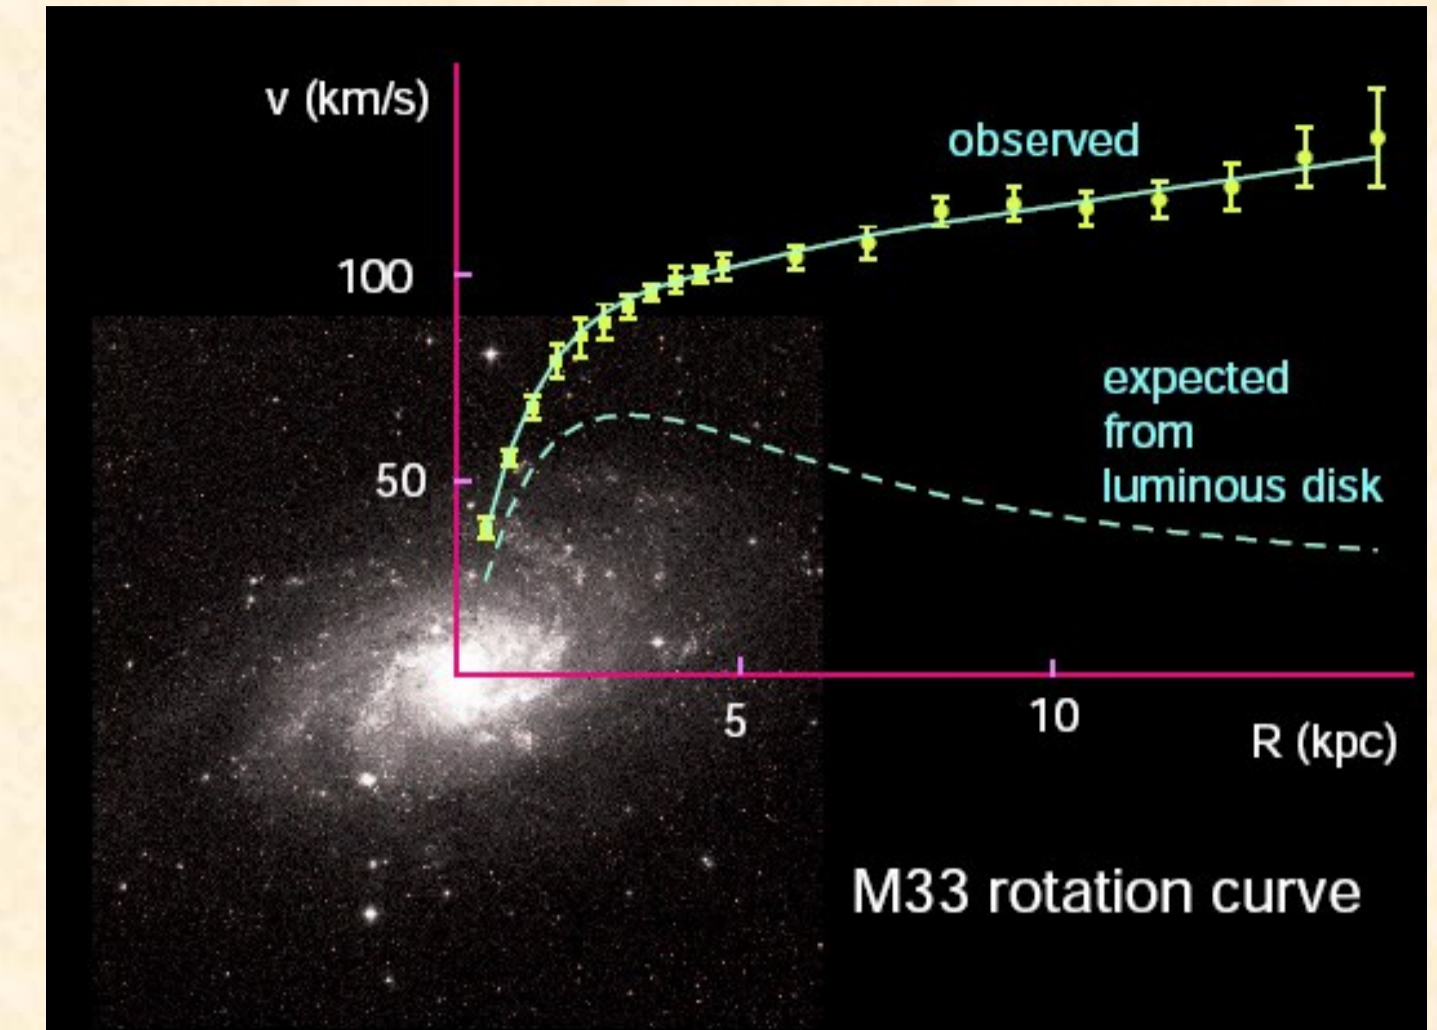 v (km/s)
observed
100
expected
from
luminous disk
50
5
10
R (kpc)
M33 rotation curve